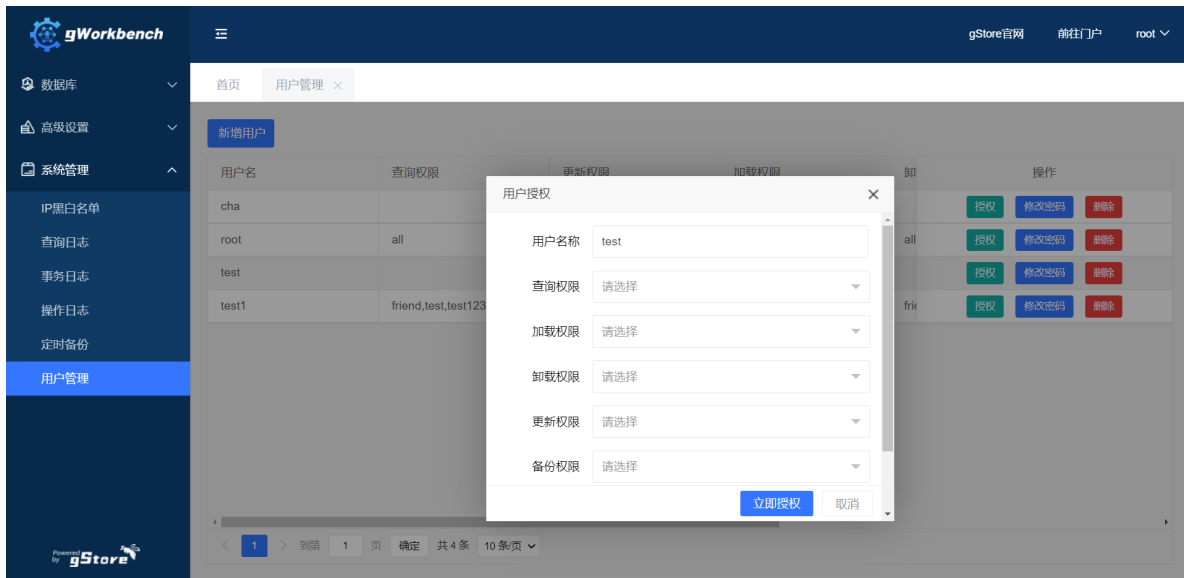 gWorkbench
gStore官网 前往门户 root
数据库
首页 用户管理
高级设置
新增用户
系统管理
用户名 查询权限 更新权限 加载权限 卸 操作
IP黑白名单
查询日志
事务日志
操作日志
定时备份
用户管理
cha 授权 修改密码 删除
root all all 授权 修改密码 删除
test 授权 修改密码 删除
test1 friend,test,test123 frie 授权 修改密码 删除
用户授权
用户名称 test
查询权限 请选择
加载权限 请选择
卸载权限 请选择
更新权限 请选择
备份权限 请选择
立即授权 取消
1 到第 1 页 确定 共 4 条 10 条/页
Powered by gStore